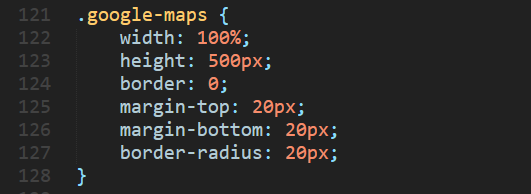 121 .google-maps {
122     width: 100%;
123     height: 500px;
124     border: 0;
125     margin-top: 20px;
126     margin-bottom: 20px;
127     border-radius: 20px;
128 }